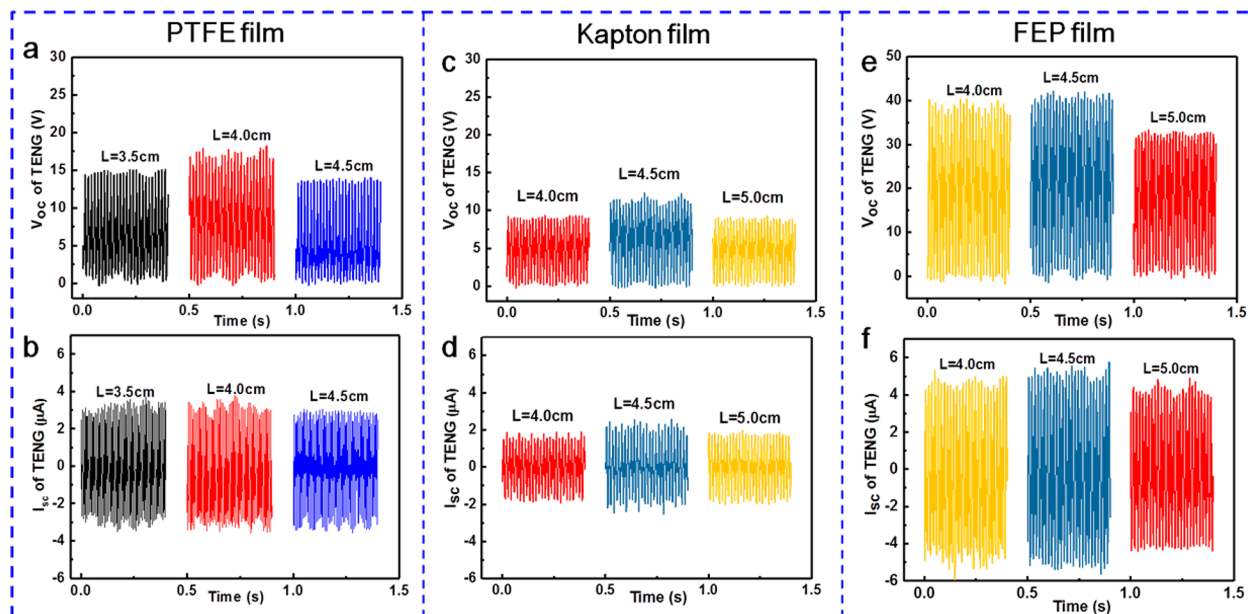 PTFE film
Kapton film
FEP film
a
30
25
20
15
10
5
0
V_OC of TENG (V)
L=3.5cm
L=4.0cm
L=4.5cm
0.0
0.5
1.0
1.5
Time (s)
c
30
25
20
15
10
5
0
V_OC of TENG (V)
L=4.0cm
L=4.5cm
L=5.0cm
0.0
0.5
1.0
1.5
Time (s)
e
50
40
30
20
10
0
V_OC of TENG (V)
L=4.0cm
L=4.5cm
L=5.0cm
0.0
0.5
1.0
1.5
Time (s)
b
6
4
2
0
-2
-4
-6
I_sc of TENG (μA)
L=3.5cm
L=4.0cm
L=4.5cm
0.0
0.5
1.0
1.5
Time (s)
d
6
4
2
0
-2
-4
-6
I_SC of TENG (μA)
L=4.0cm
L=4.5cm
L=5.0cm
0.0
0.5
1.0
1.5
Time (s)
f
6
4
2
0
-2
-4
-6
I_SC of TENG (μA)
L=4.0cm
L=4.5cm
L=5.0cm
0.0
0.5
1.0
1.5
Time (s)